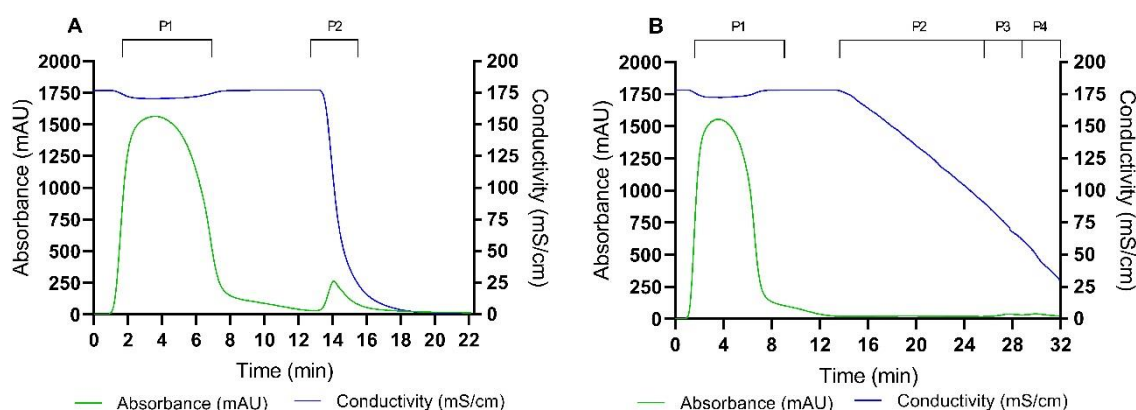 A
P1
P2
2000
1750
1500
1250
1000
750
500
250
0
Absorbance (mAU)
200
175
150
125
100
75
50
25
0
Conductivity (mS/cm)
0 2 4 6 8 10 12 14 16 18 20 22
Time (min)
Absorbance (mAU) Conductivity (mS/cm)
B
P1
P2
P3
P4
2000
1750
1500
1250
1000
750
500
250
0
Absorbance (mAU)
200
175
150
125
100
75
50
25
0
Conductivity (mS/cm)
0 4 8 12 16 20 24 28 32
Time (min)
Absorbance (mAU) Conductivity (mS/cm)